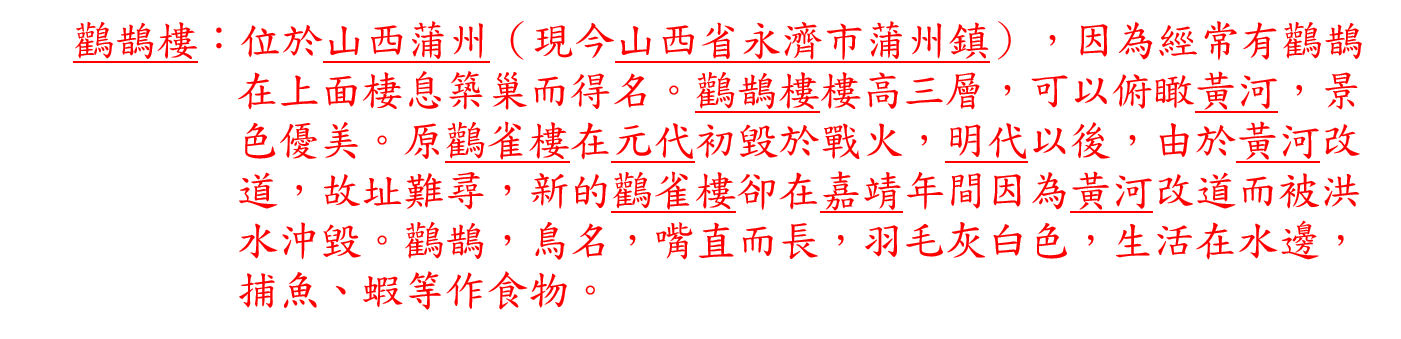 鸛鵲樓：位於山西蒲州（現今山西省永濟市蒲州鎮），因為經常有鸛鵲
在上面棲息築巢而得名。鸛鵲樓樓高三層，可以俯瞰黃河，景
色優美。原鸛雀樓在元代初毀於戰火，明代以後，由於黃河改
道，故址難尋，新的鸛雀樓卻在嘉靖年間因為黃河改道而被洪
水沖毀。鸛鵲，鳥名，嘴直而長，羽毛灰白色，生活在水邊，
捕魚、蝦等作食物。